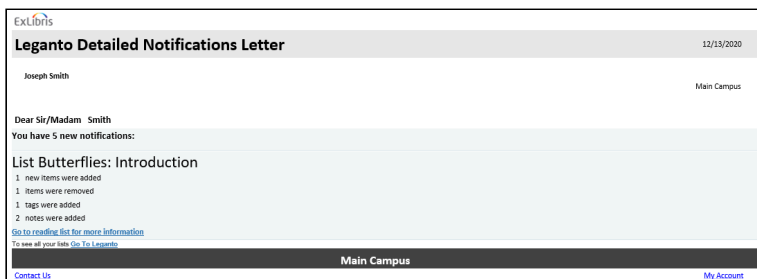 ExLibris
Leganto Detailed Notifications Letter 12/13/2020
Joseph Smith
Main Campus
Dear Sir/Madam Smith
You have 5 new notifications:
List Butterflies: Introduction
1 new items were added
1 items were removed
1 tags were added
2 notes were added
Go to reading list for more information
To see all your lists Go To Leganto
Main Campus
Contact Us My Account